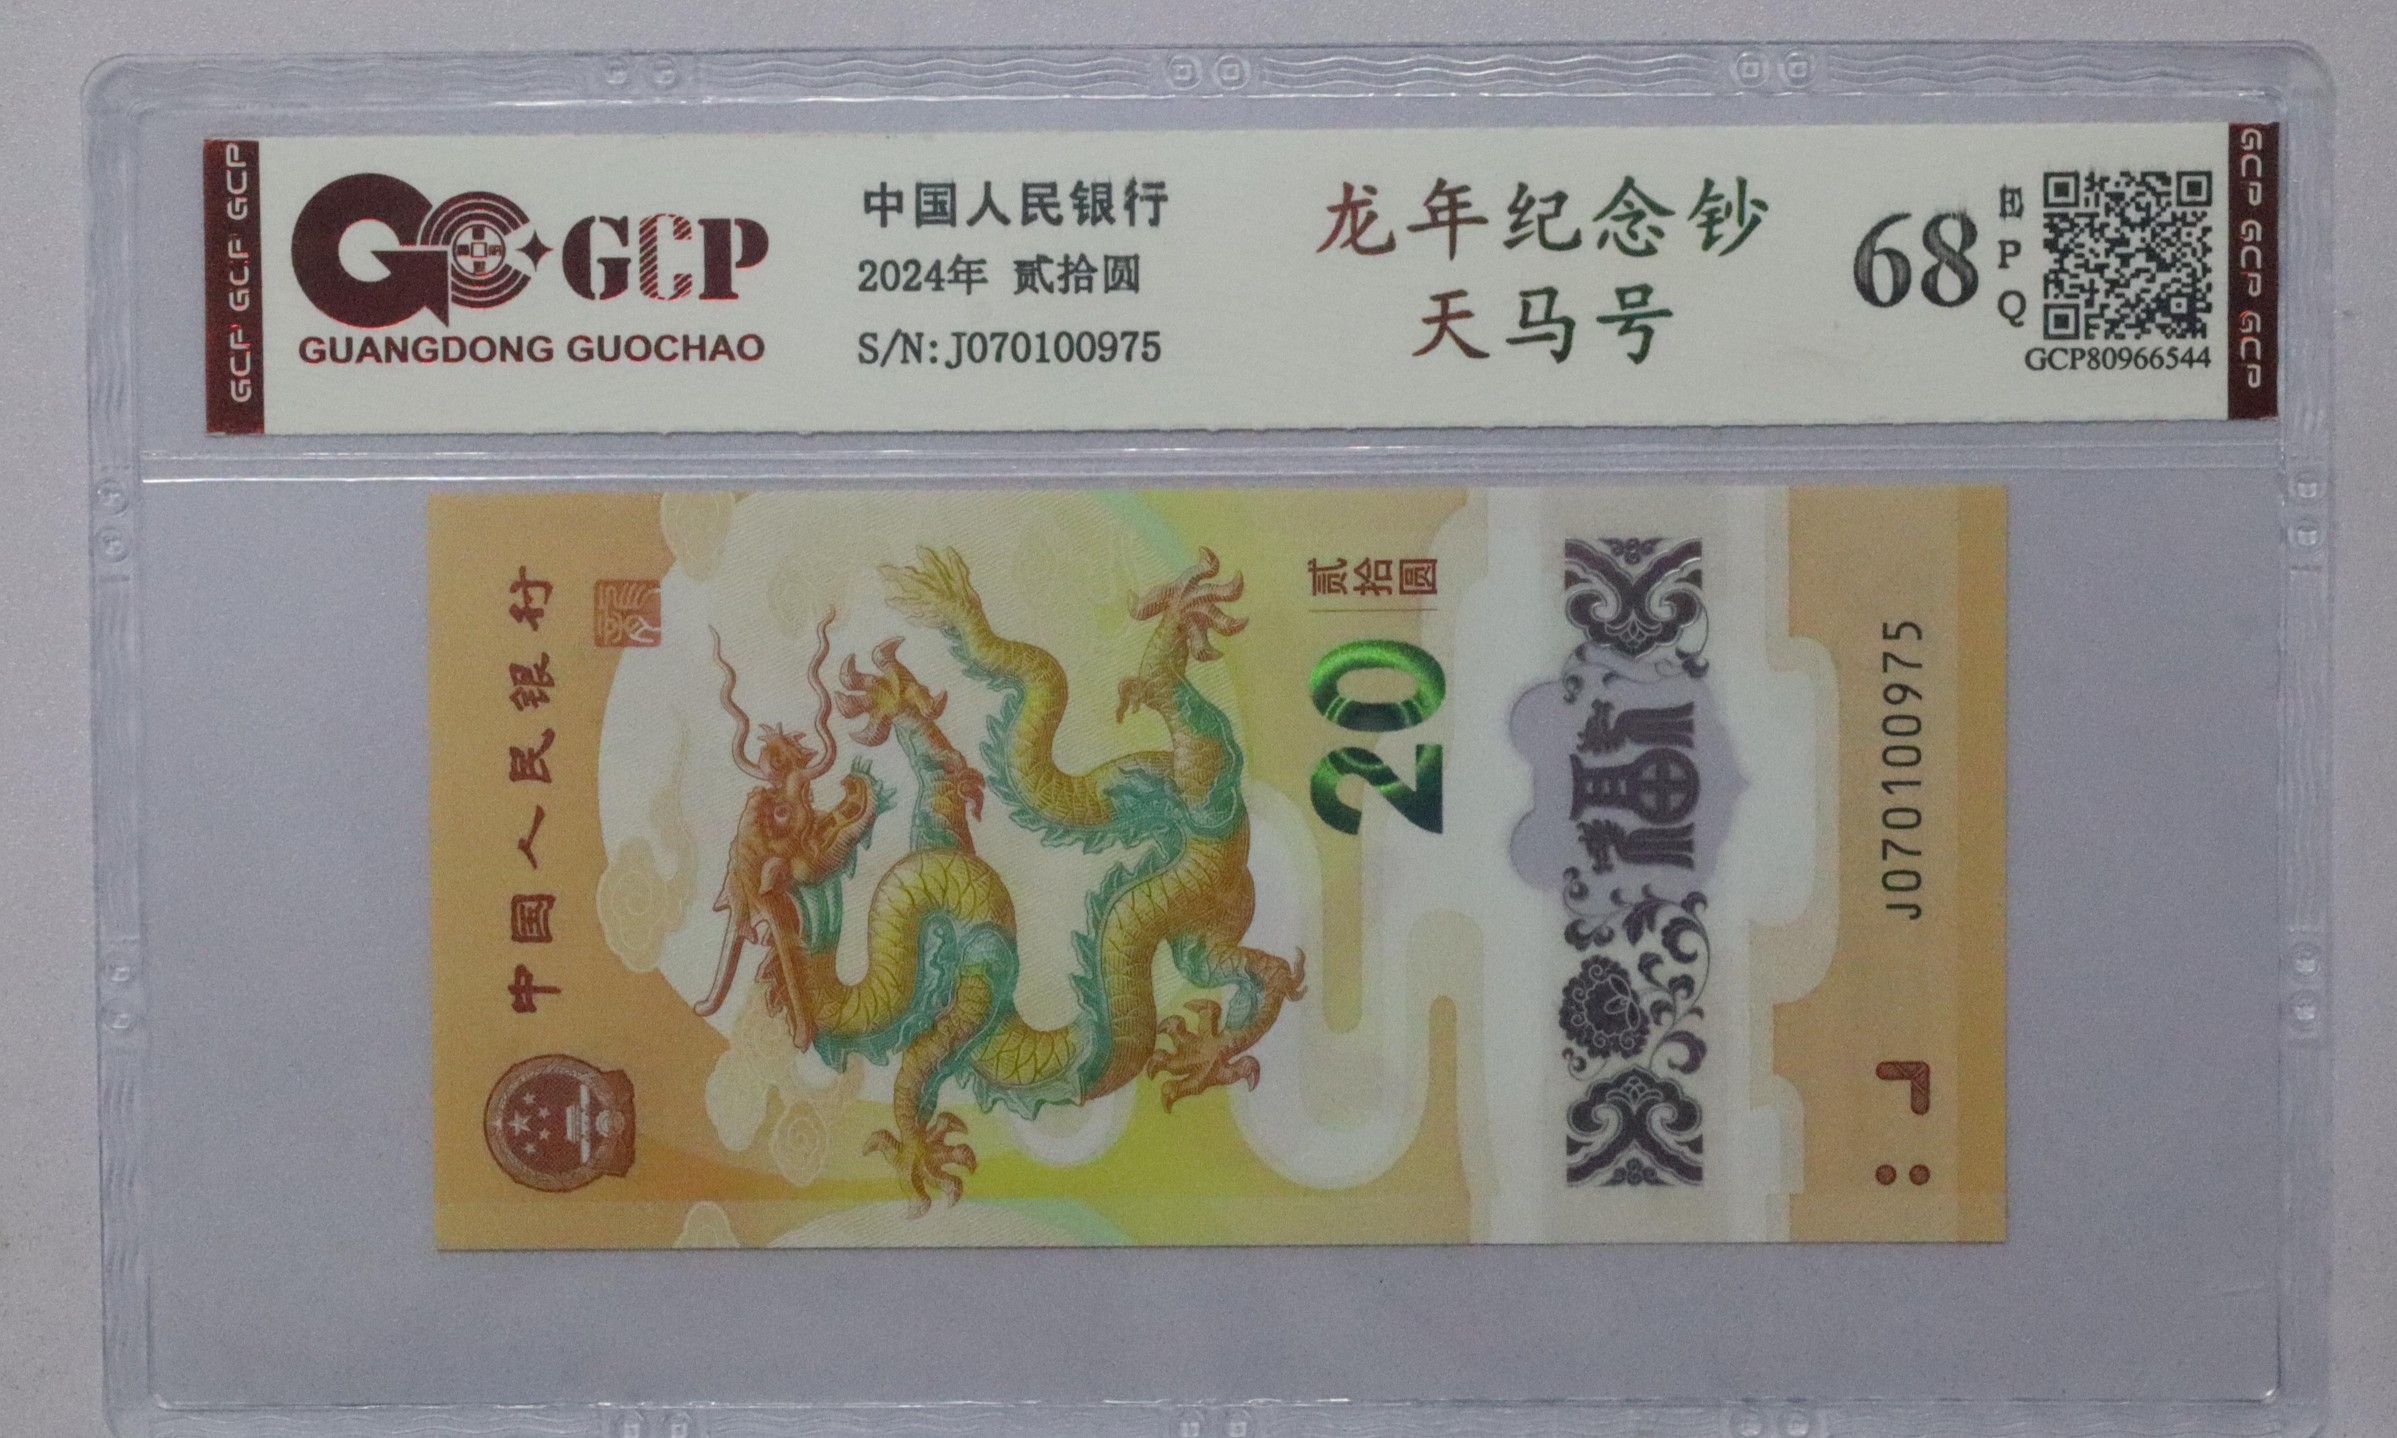 GCP GCP GCP
GCP
GUANGDONG GUOCHAO
中国人民银行
2024年 贰拾圆
S/N: J070100975
龙年纪念钞
天马号
68
EPQ
GCP80966544
GCP GCP GCP
中国人民银行
贰拾圆
20
J070100975